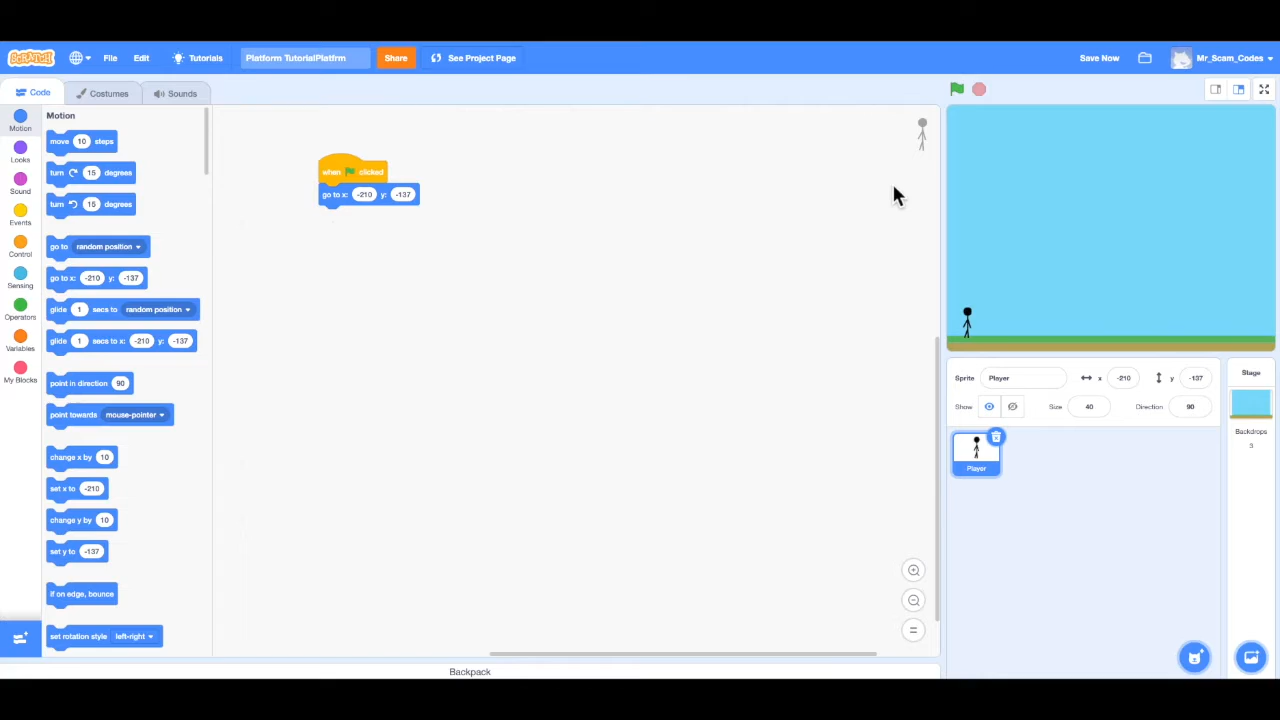 SCRATCH File Edit Tutorials Platform TutorialPlatfrm Share See Project Page Save Now Mr_Scam_Codes
Code Costumes Sounds
Motion
Looks
Sound
Events
Control
Sensing
Operators
Variables
My Blocks
Motion
move 10 steps
turn 15 degrees
turn 15 degrees
go to random position
go to x: -210 y: -137
glide 1 secs to random position
glide 1 secs to x: -210 y: -137
point in direction 90
point towards mouse-pointer
change x by 10
set x to -210
change y by 10
set y to -137
if on edge, bounce
set rotation style left-right
when clicked
go to x: -210 y: -137
Backpack
Sprite Player x -210 y -137
Show Size 40 Direction 90
Player
Stage
Backdrops
3